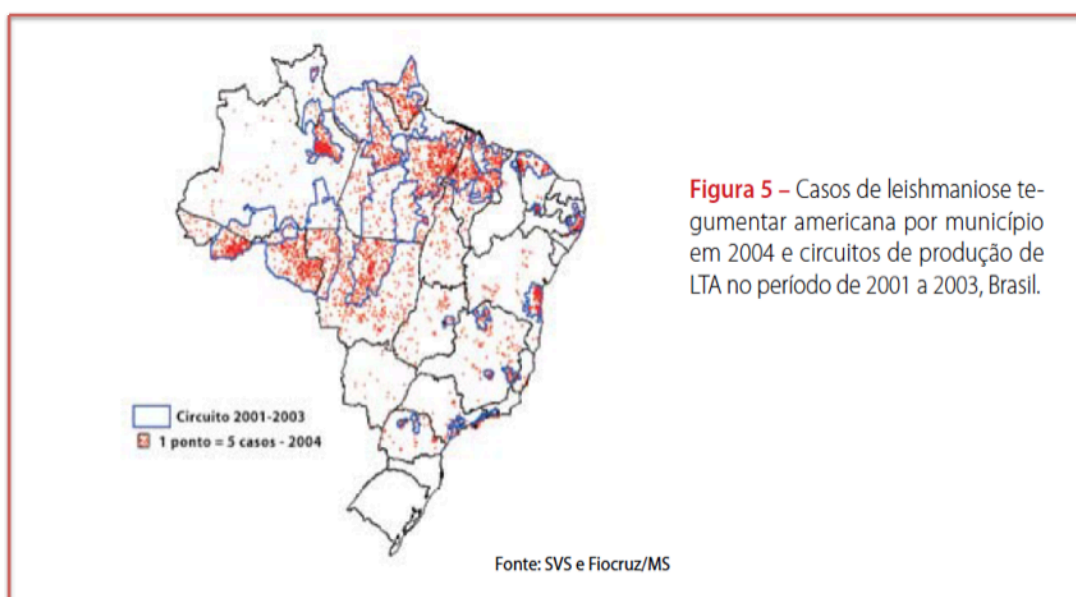 Figura 5 – Casos de leishmaniose te-
gumentar americana por município
em 2004 e circuitos de produção de
LTA no período de 2001 a 2003, Brasil.
Circuito 2001-2003
1 ponto = 5 casos - 2004
Fonte: SVS e Fiocruz/MS